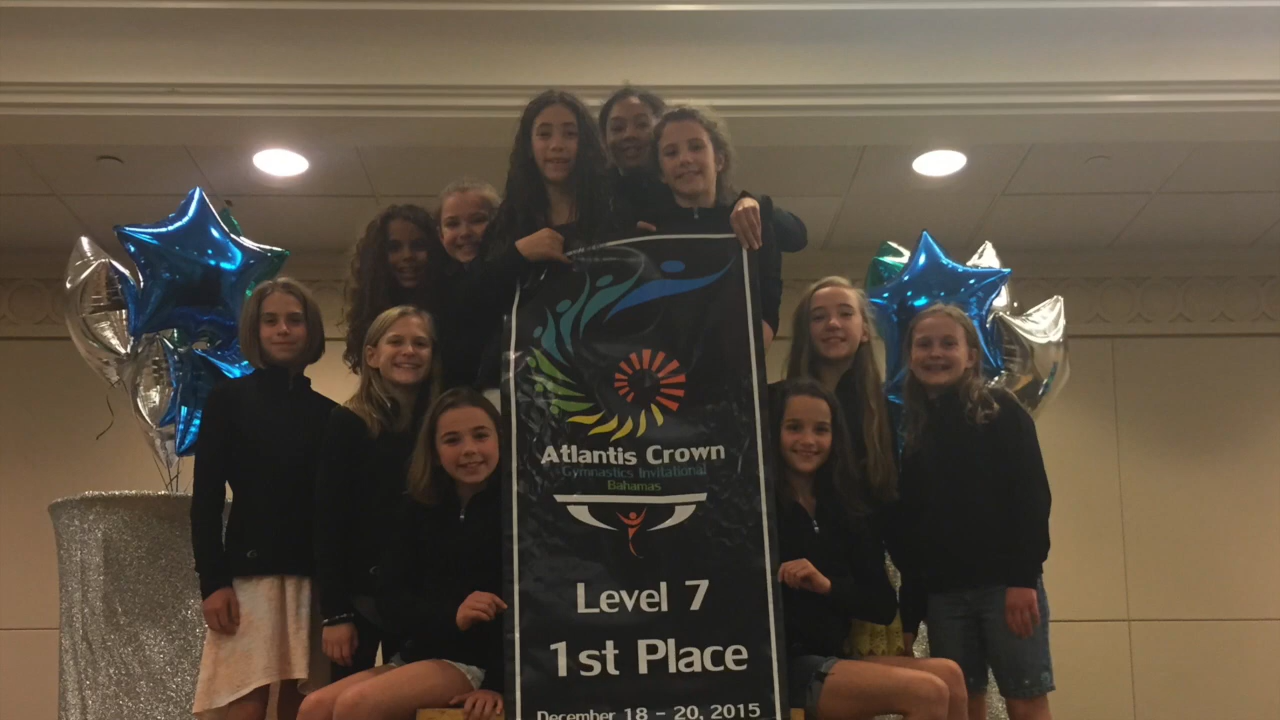 Atlantis Crown
Gymnastics Invitational
Bahamas
Level 7
1st Place
December 18 - 20, 2015